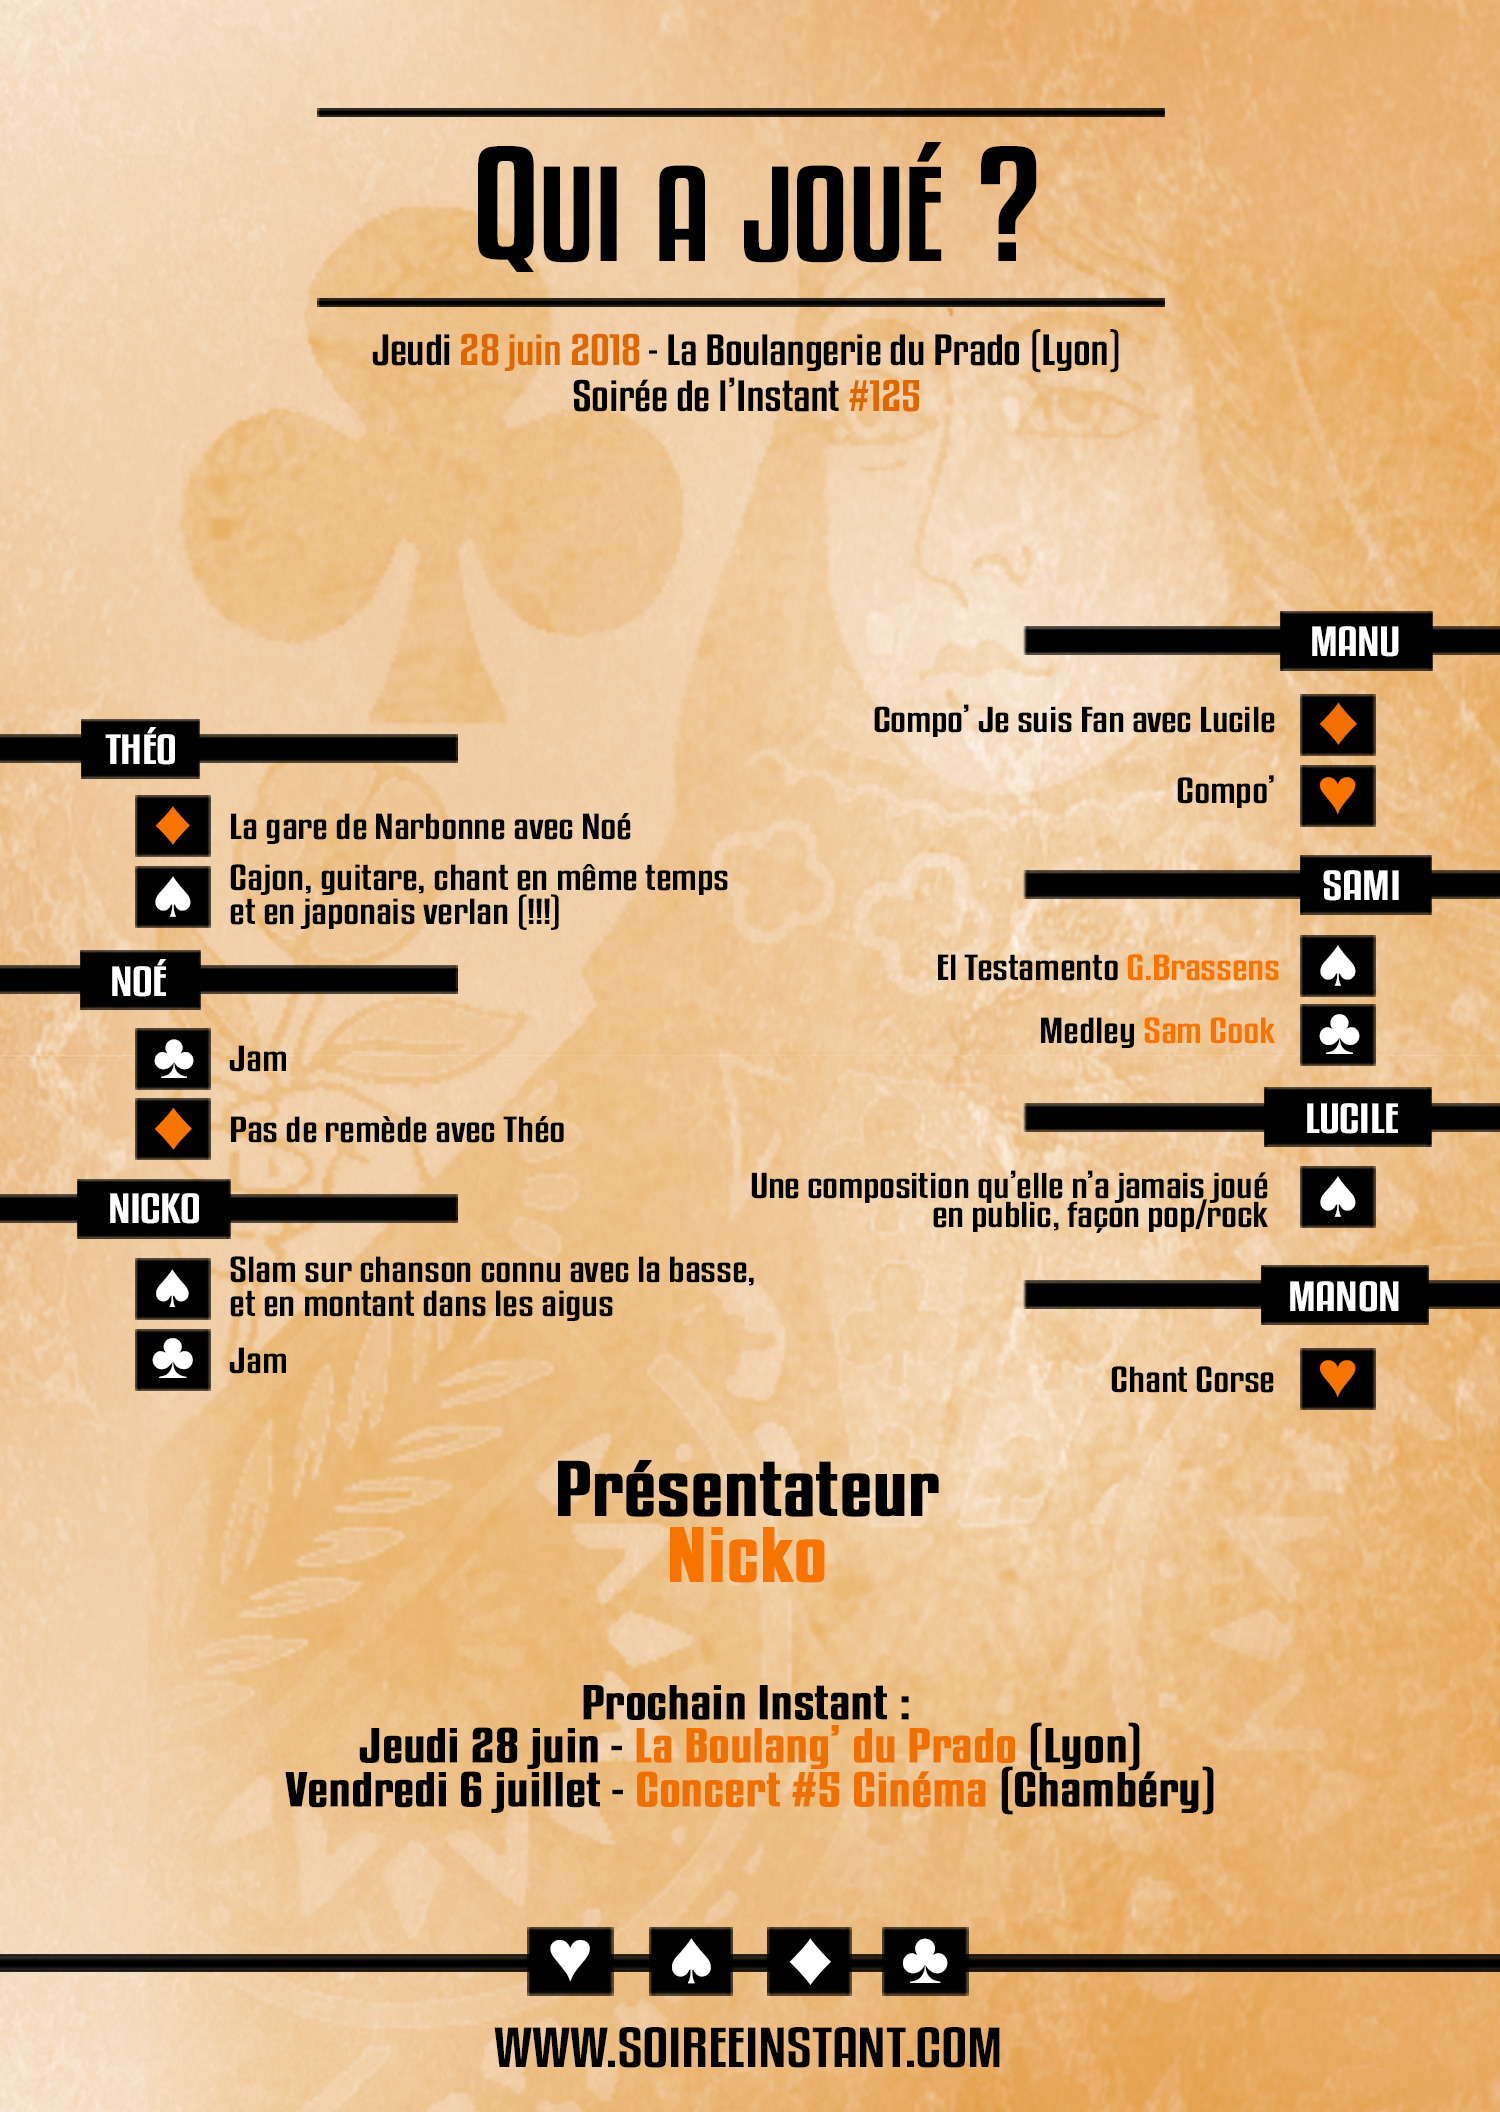 Qui a joué ?
Jeudi 28 juin 2018 - La Boulangerie du Prado (Lyon)
Soirée de l'Instant #125
THÉO
La gare de Narbonne avec Noé
Cajon, guitare, chant en même temps
et en japonais verlan (!!!)
NOÉ
Jam
Pas de remède avec Théo
NICKO
Slam sur chanson connu avec la basse,
et en montant dans les aigus
Jam
MANU
Compo' Je suis Fan avec Lucile
Compo'
SAMI
El Testamento G.Brassens
Medley Sam Cook
LUCILE
Une composition qu'elle n'a jamais joué
en public, façon pop/rock
MANON
Chant Corse
Présentateur
Nicko
Prochain Instant :
Jeudi 28 juin - La Boulang' du Prado (Lyon)
Vendredi 6 juillet - Concert #5 Cinéma (Chambéry)
WWW.SOIREEINSTANT.COM